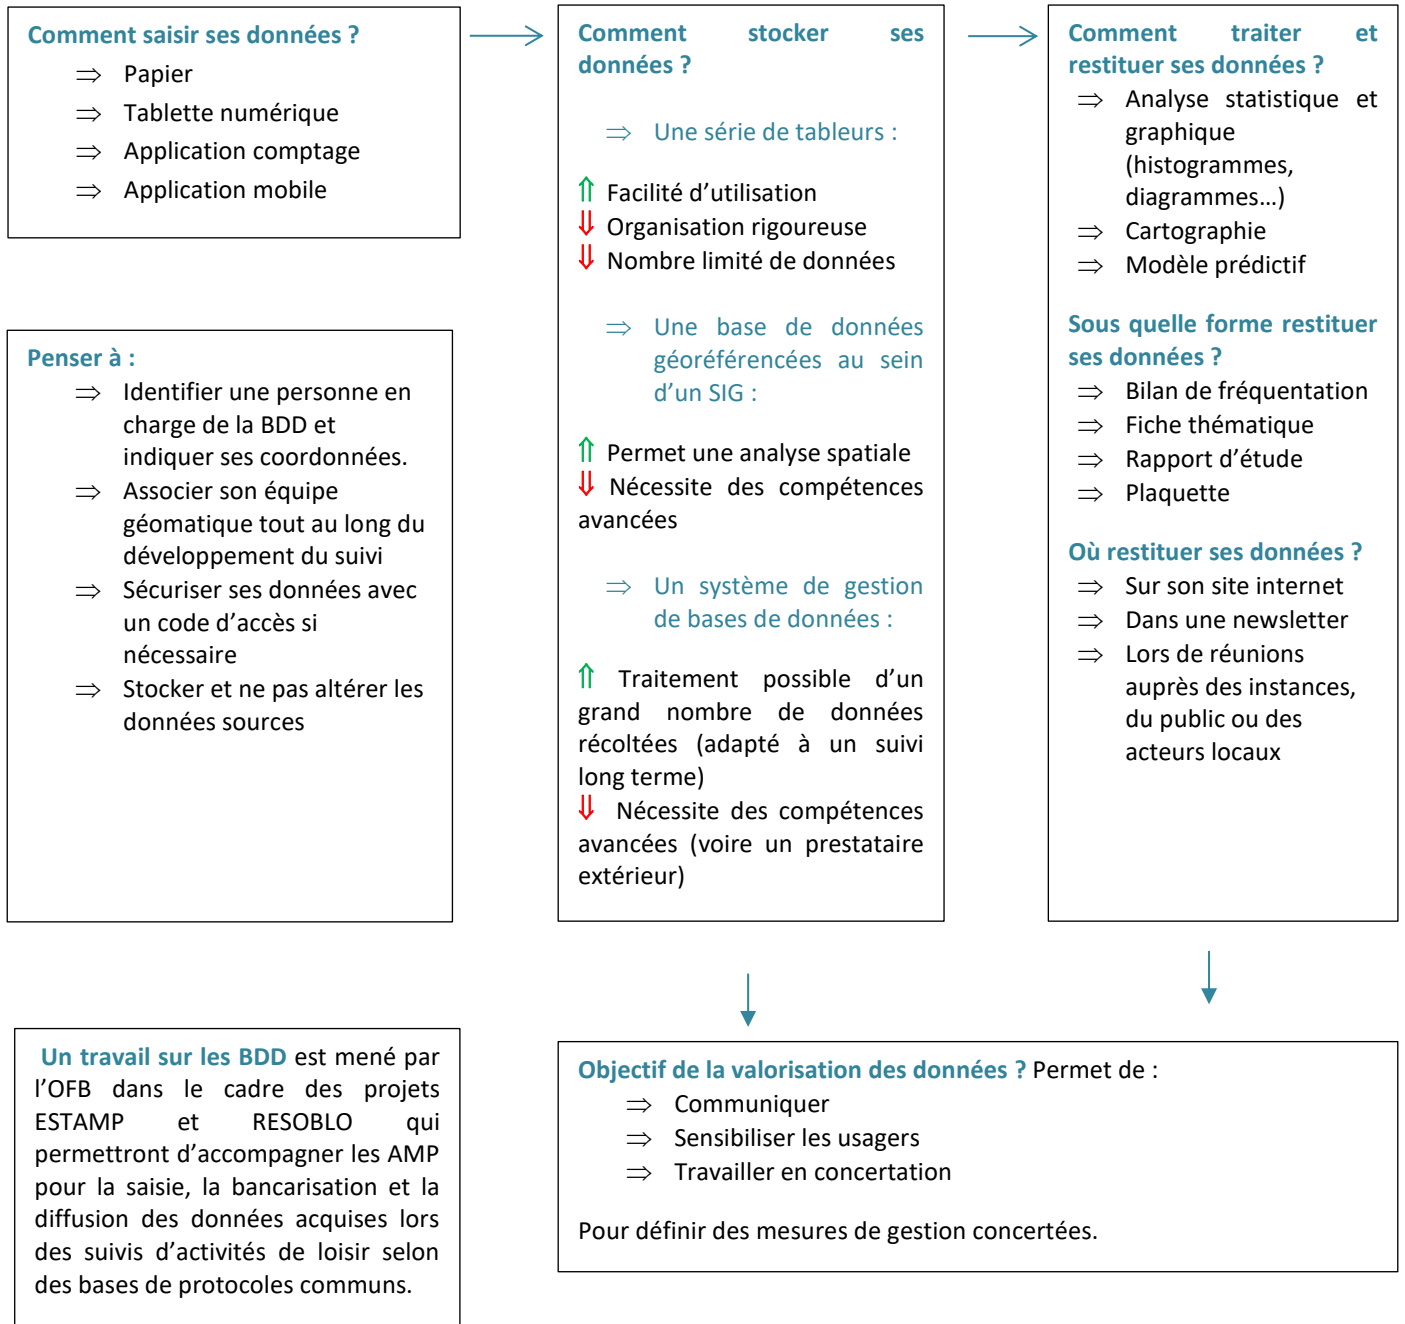 Comment saisir ses données ?
⇒ Papier
⇒ Tablette numérique
⇒ Application comptage
⇒ Application mobile
Penser à :
⇒ Identifier une personne en
charge de la BDD et
indiquer ses coordonnées.
⇒ Associer son équipe
géomatique tout au long du
développement du suivi
⇒ Sécuriser ses données avec
un code d'accès si
nécessaire
⇒ Stocker et ne pas altérer les
données sources
Comment stocker ses
données ?
⇒ Une série de tableurs :
⇑ Facilité d'utilisation
⇓ Organisation rigoureuse
⇓ Nombre limité de données
⇒ Une base de données
géoréférencées au sein
d'un SIG :
⇑ Permet une analyse spatiale
⇓ Nécessite des compétences
avancées
⇒ Un système de gestion
de bases de données :
⇑ Traitement possible d'un
grand nombre de données
récoltées (adapté à un suivi
long terme)
⇓ Nécessite des compétences
avancées (voire un prestataire
extérieur)
Comment traiter et
restituer ses données ?
⇒ Analyse statistique et
graphique
(histogrammes,
diagrammes…)
⇒ Cartographie
⇒ Modèle prédictif
Sous quelle forme restituer
ses données ?
⇒ Bilan de fréquentation
⇒ Fiche thématique
⇒ Rapport d'étude
⇒ Plaquette
Où restituer ses données ?
⇒ Sur son site internet
⇒ Dans une newsletter
⇒ Lors de réunions
auprès des instances,
du public ou des
acteurs locaux
Un travail sur les BDD est mené par
l'OFB dans le cadre des projets
ESTAMP et RESOBLO qui
permettront d'accompagner les AMP
pour la saisie, la bancarisation et la
diffusion des données acquises lors
des suivis d'activités de loisir selon
des bases de protocoles communs.
Objectif de la valorisation des données ? Permet de :
⇒ Communiquer
⇒ Sensibiliser les usagers
⇒ Travailler en concertation
Pour définir des mesures de gestion concertées.